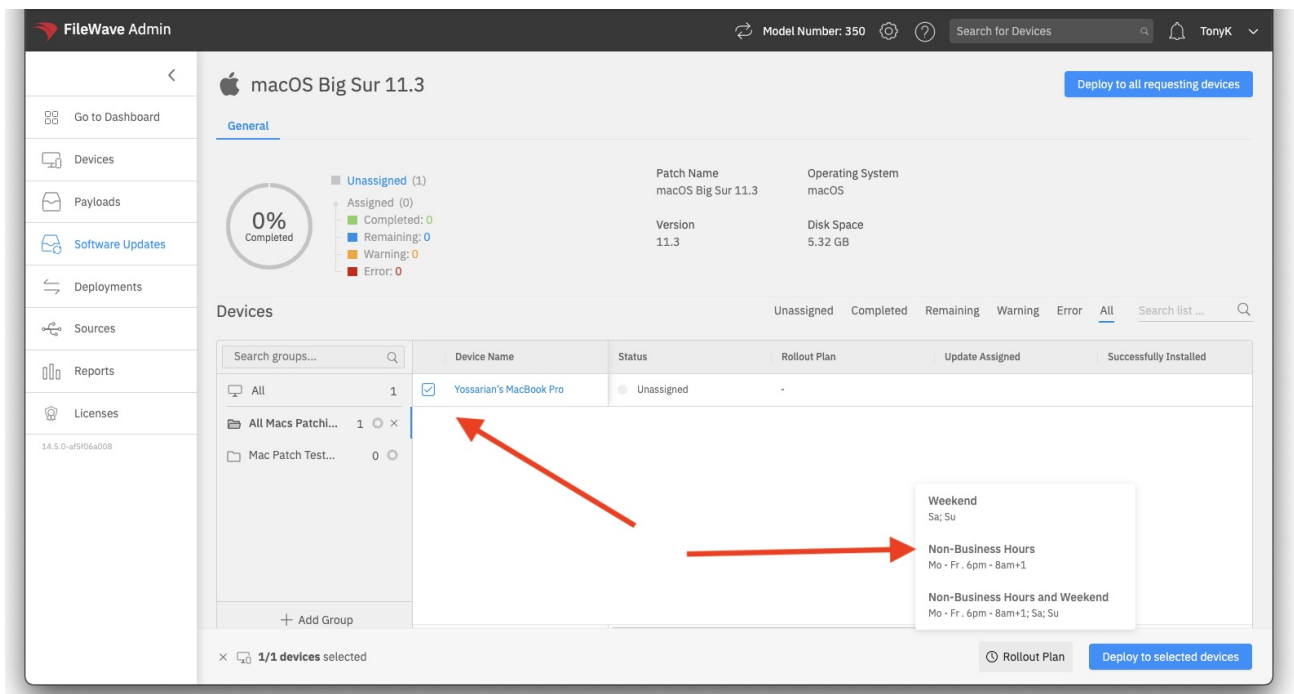 FileWave Admin
Model Number: 350
Search for Devices
TonyK
Go to Dashboard
Devices
Payloads
Software Updates
Deployments
Sources
Reports
Licenses
14.5.0-af5f06a008
macOS Big Sur 11.3
Deploy to all requesting devices
General
0%
Completed
Unassigned (1)
Assigned (0)
Completed: 0
Remaining: 0
Warning: 0
Error: 0
Patch Name
macOS Big Sur 11.3
Operating System
macOS
Version
11.3
Disk Space
5.32 GB
Devices
Unassigned Completed Remaining Warning Error All Search list ...
Search groups...
All 1
All Macs Patchi... 1
Mac Patch Test... 0
+ Add Group
Device Name Status Rollout Plan Update Assigned Successfully Installed
Yossarian's MacBook Pro Unassigned -
Weekend
Sa; Su
Non-Business Hours
Mo - Fr . 6pm - 8am+1
Non-Business Hours and Weekend
Mo - Fr . 6pm - 8am+1; Sa; Su
1/1 devices selected
Rollout Plan
Deploy to selected devices